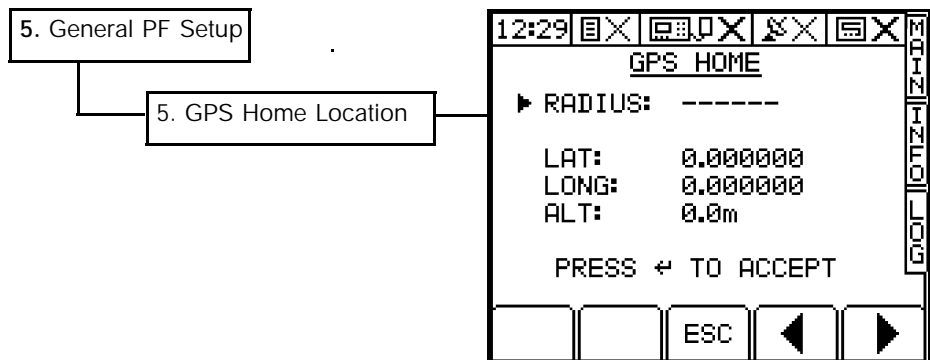 5. General PF Setup
.
5. GPS Home Location
12:29
GPS HOME
RADIUS: ------
LAT: 0.000000
LONG: 0.000000
ALT: 0.0m
PRESS ↵ TO ACCEPT
ESC
MAIN
INFO
LOG